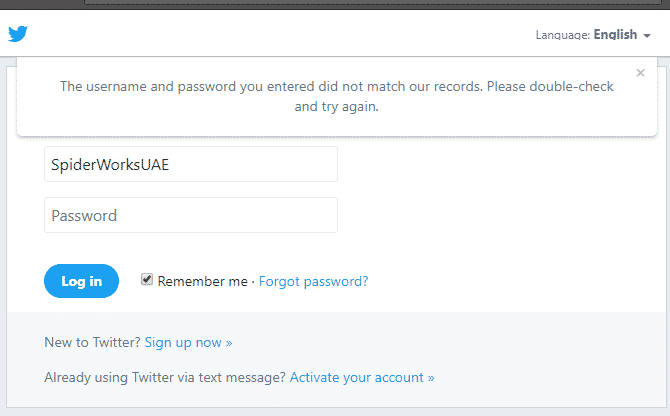 Language: English
×
The username and password you entered did not match our records. Please double-check
and try again.
SpiderWorksUAE
Password
Log in
Remember me · Forgot password?
New to Twitter? Sign up now »
Already using Twitter via text message? Activate your account »